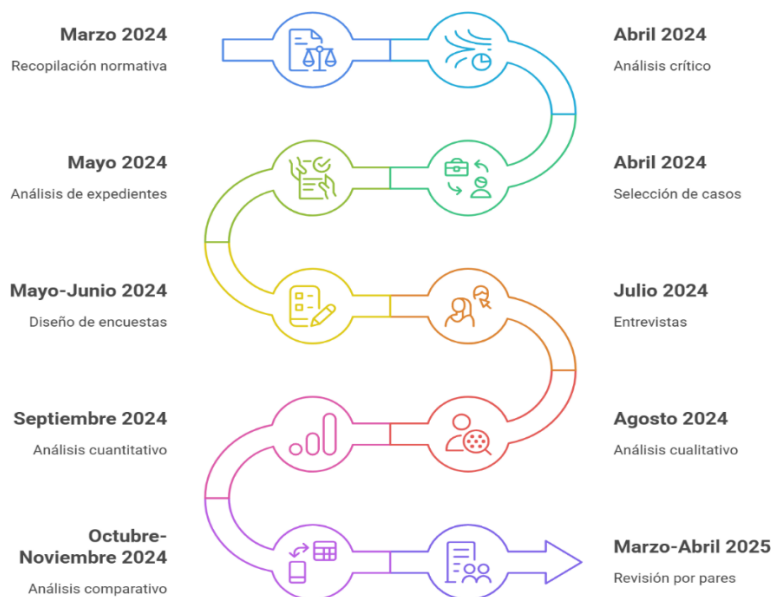 Marzo 2024
Recopilación normativa
Abril 2024
Análisis crítico
Mayo 2024
Análisis de expedientes
Abril 2024
Selección de casos
Mayo-Junio 2024
Diseño de encuestas
Julio 2024
Entrevistas
Septiembre 2024
Análisis cuantitativo
Agosto 2024
Análisis cualitativo
Octubre-
Noviembre 2024
Análisis comparativo
Marzo-Abril 2025
Revisión por pares